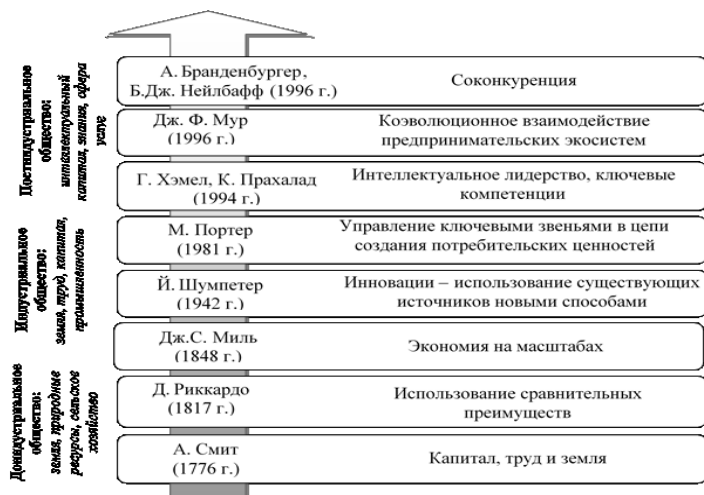 Постиндустриальное
общество:
интеллектуальный
капитал, знания, сфера
услуг
А. Бранденбургер,
Б.Дж. Нейлбафф (1996 г.)
Соконкуренция
Дж. Ф. Мур
(1996 г.)
Коэволюционное взаимодействие
предпринимательских экосистем
Г. Хэмел, К. Прахалад
(1994 г.)
Интеллектуальное лидерство, ключевые
компетенции
Индустриальное
общество:
земля, труд, капитал,
промышленность
М. Портер
(1981 г.)
Управление ключевыми звеньями в цепи
создания потребительских ценностей
Й. Шумпетер
(1942 г.)
Инновации – использование существующих
источников новыми способами
Дж.С. Миль
(1848 г.)
Экономия на масштабах
Доиндустриальное
общество:
земля, природные
ресурсы, сельское
хозяйство
Д. Риккардо
(1817 г.)
Использование сравнительных
преимуществ
А. Смит
(1776 г.)
Капитал, труд и земля